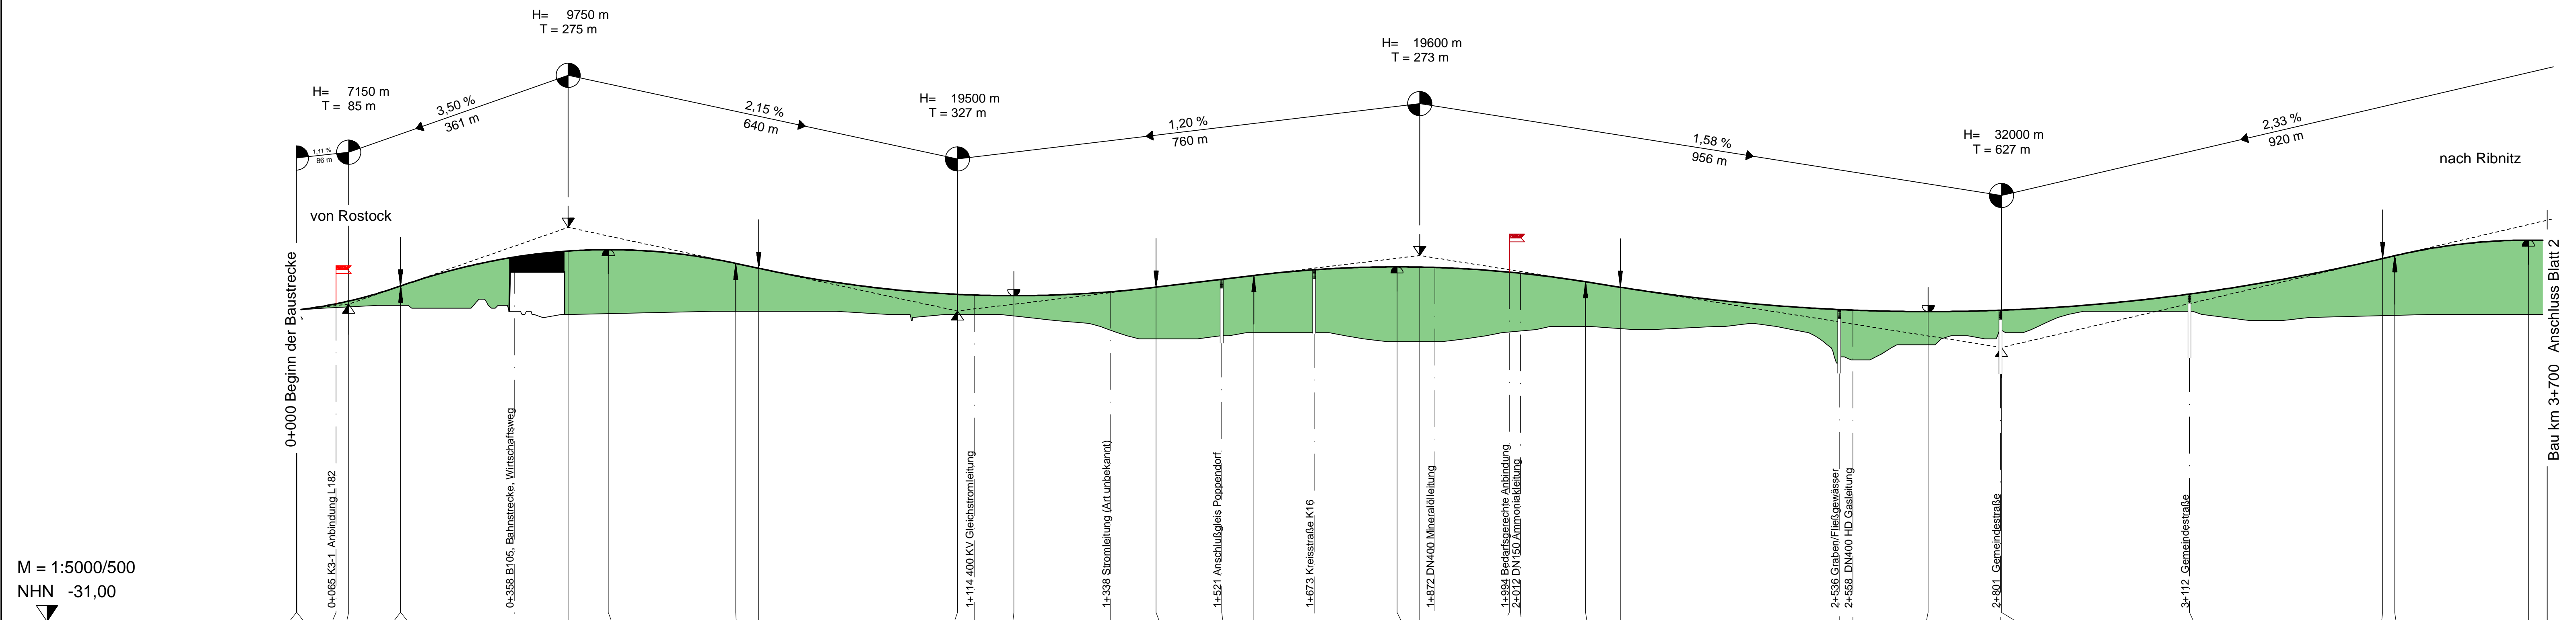 H= 9750 m
T = 275 m
H= 19600 m
T = 273 m
H= 7150 m
T = 85 m
3,50 %
361 m
2,15 %
640 m
H= 19500 m
T = 327 m
1,20 %
760 m
1,58 %
956 m
H= 32000 m
T = 627 m
2,33 %
920 m
1,11 %
86 m
nach Ribnitz
von Rostock
0+000 Beginn der Baustrecke
0+065 K3-1 Anbindung L182
0+358 B105, Bahnstrecke, Wirtschaftsweg
1+114 400 KV Gleichstromleitung
1+338 Stromleitung (Art unbekannt)
1+521 Anschlußgleis Poppendorf
1+673 Kreisstraße K16
1+872 DN400 Mineralölleitung
1+994 Bedarfsgerechte Anbindung
2+012 DN150 Ammoniakleitung
2+536 Graben/Fließgewässer
2+558 DN400 HD Gasleitung
2+801 Gemeindestraße
3+112 Gemeindestraße
Bau km 3+700 Anschluss Blatt 2
M = 1:5000/500
NHN -31,00